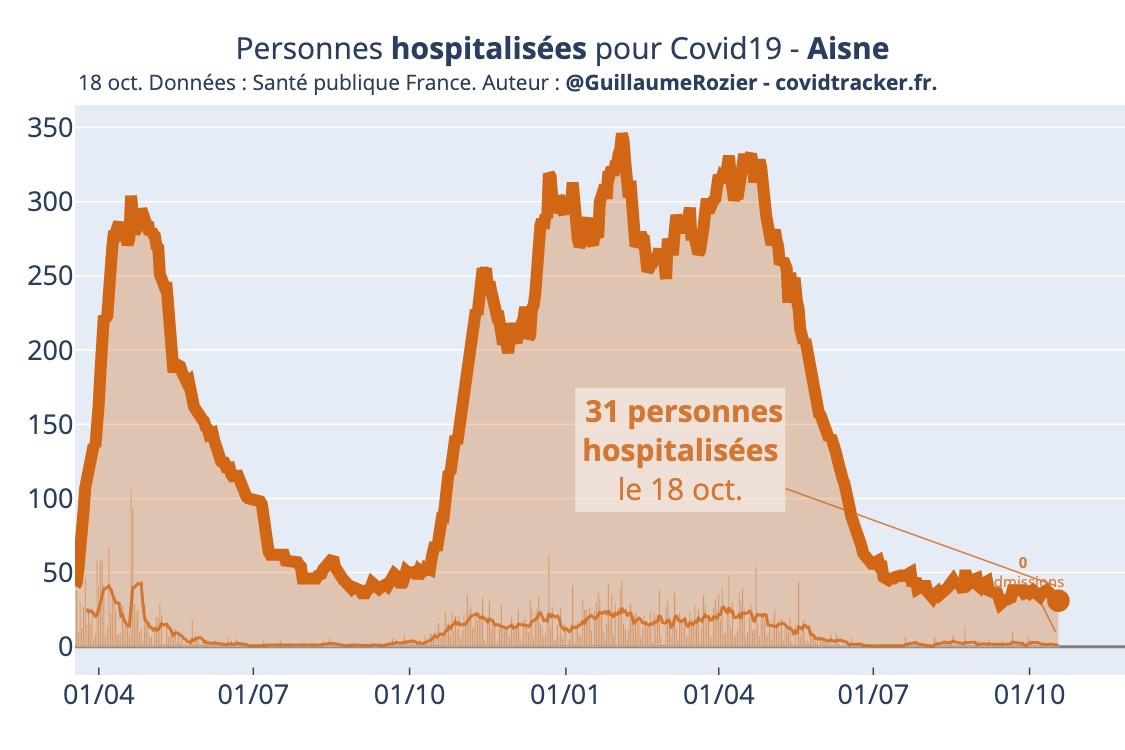 Personnes hospitalisées pour Covid19 - Aisne
18 oct. Données : Santé publique France. Auteur : @GuillaumeRozier - covidtracker.fr.
350
300
250
200
150
100
50
0
31 personnes
hospitalisées
le 18 oct.
0
dmissions
01/04
01/07
01/10
01/01
01/04
01/07
01/10